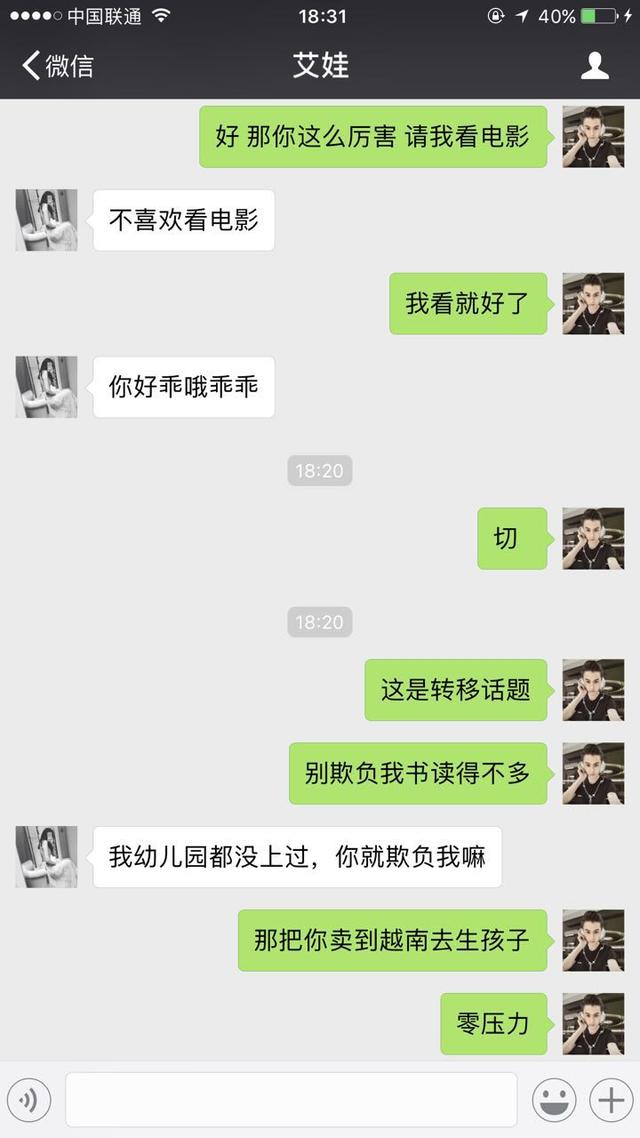 中国联通 18:31 40%
微信 艾娃
好 那你这么厉害 请我看电影
不喜欢看电影
我看就好了
你好乖哦乖乖
18:20
切
18:20
这是转移话题
别欺负我书读得不多
我幼儿园都没上过，你就欺负我嘛
那把你卖到越南去生孩子
零压力